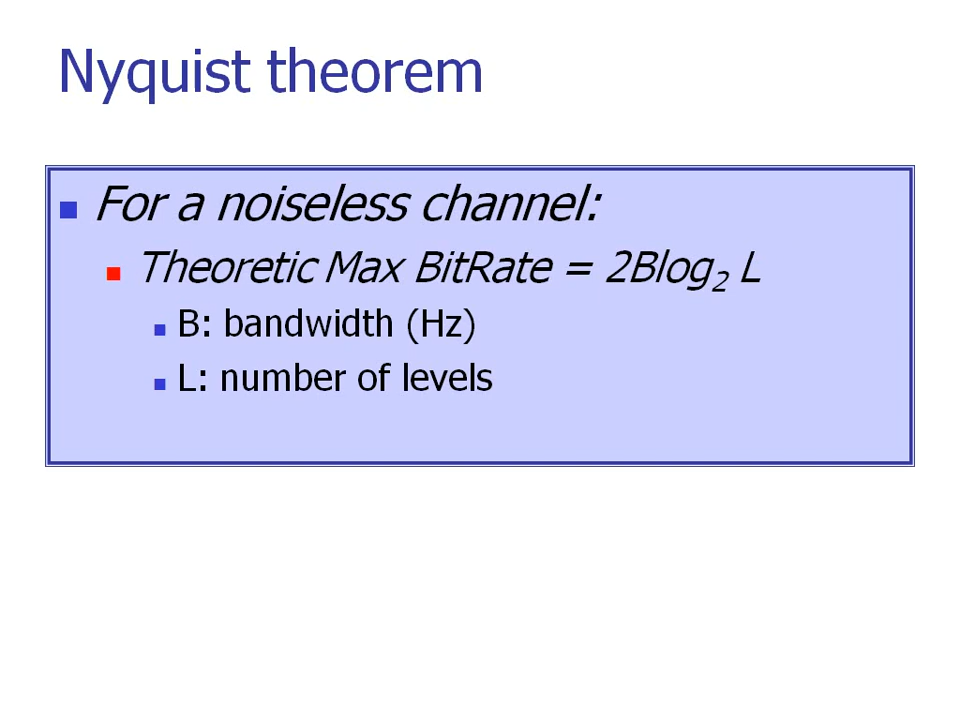 Nyquist theorem
For a noiseless channel:
Theoretic Max BitRate = 2Blog₂ L
B: bandwidth (Hz)
L: number of levels